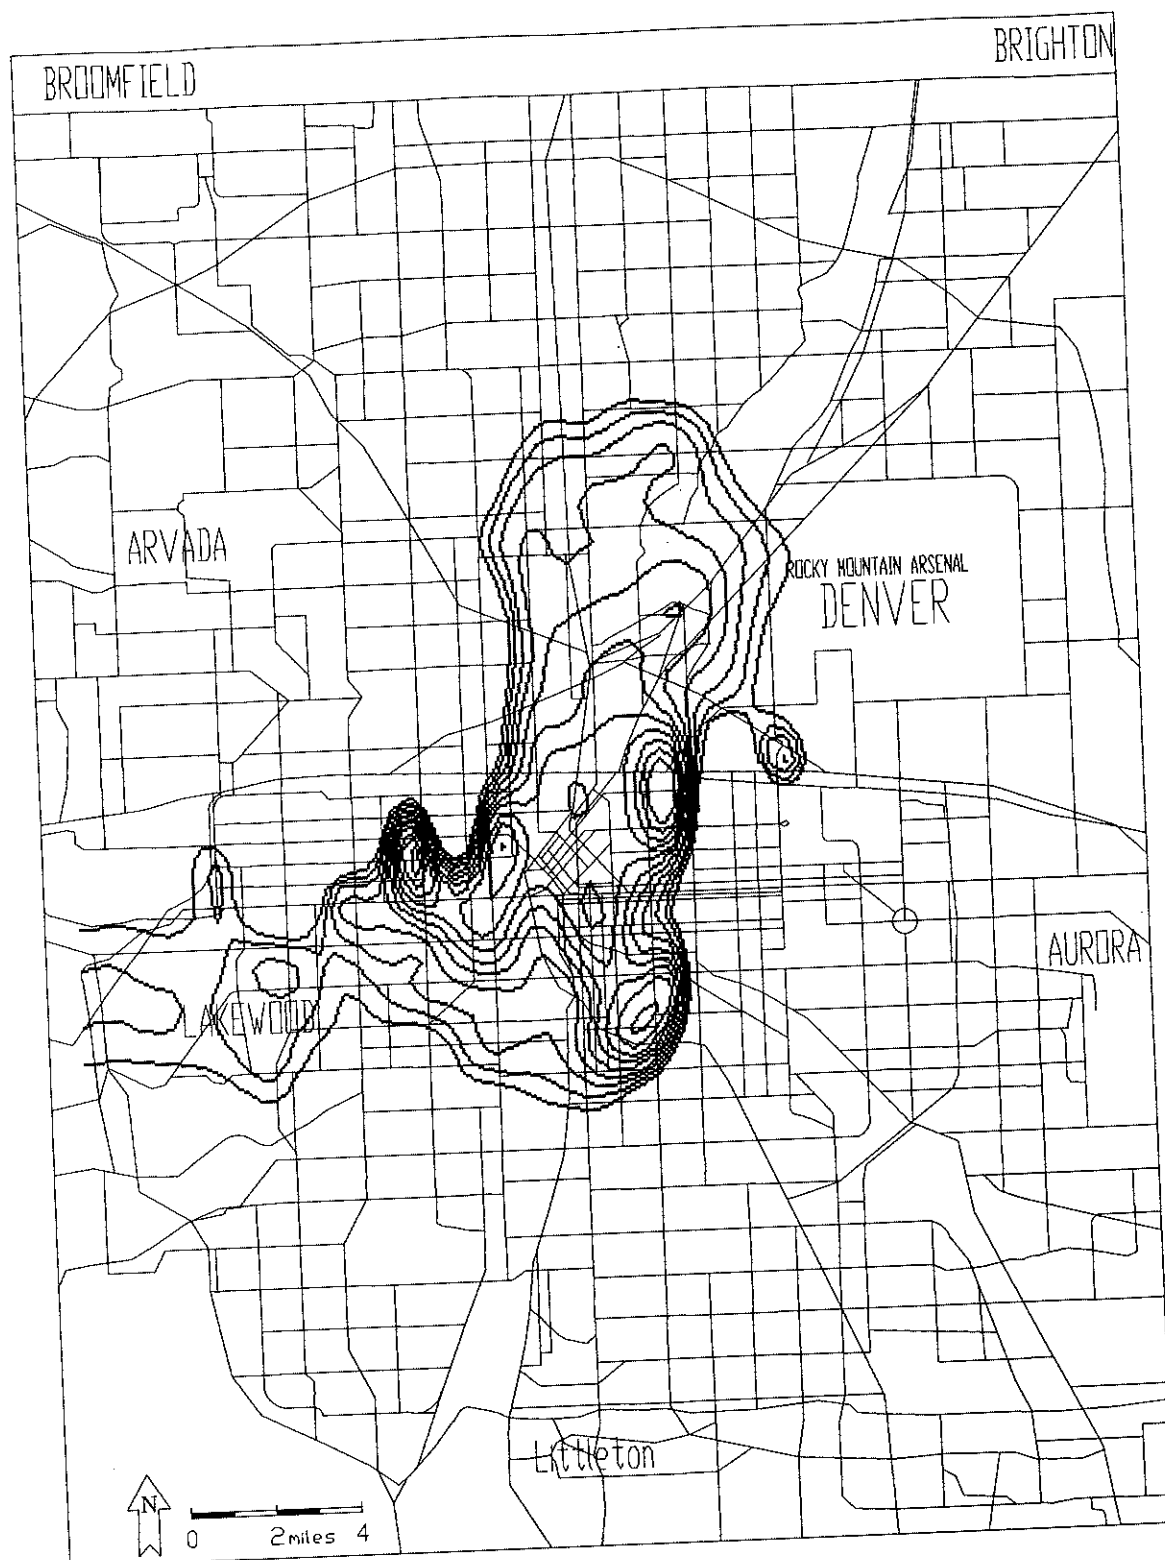 BRIGHTON
BROOMFIELD
ARVADA
ROCKY MOUNTAIN ARSENAL
DENVER
AURORA
LAKEWOOD
Littleton
N
0 2miles 4